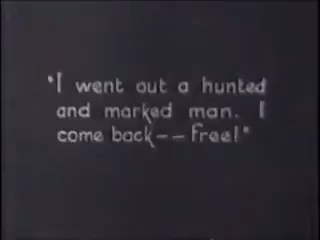 "I went out a hunted
and marked man. I
come back-- free!"